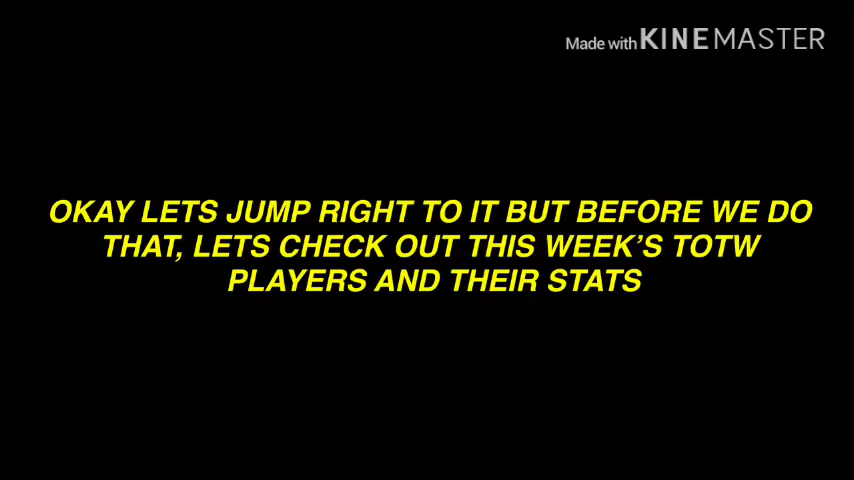 Made with KINEMASTER
OKAY LETS JUMP RIGHT TO IT BUT BEFORE WE DO
THAT, LETS CHECK OUT THIS WEEK’S TOTW
PLAYERS AND THEIR STATS